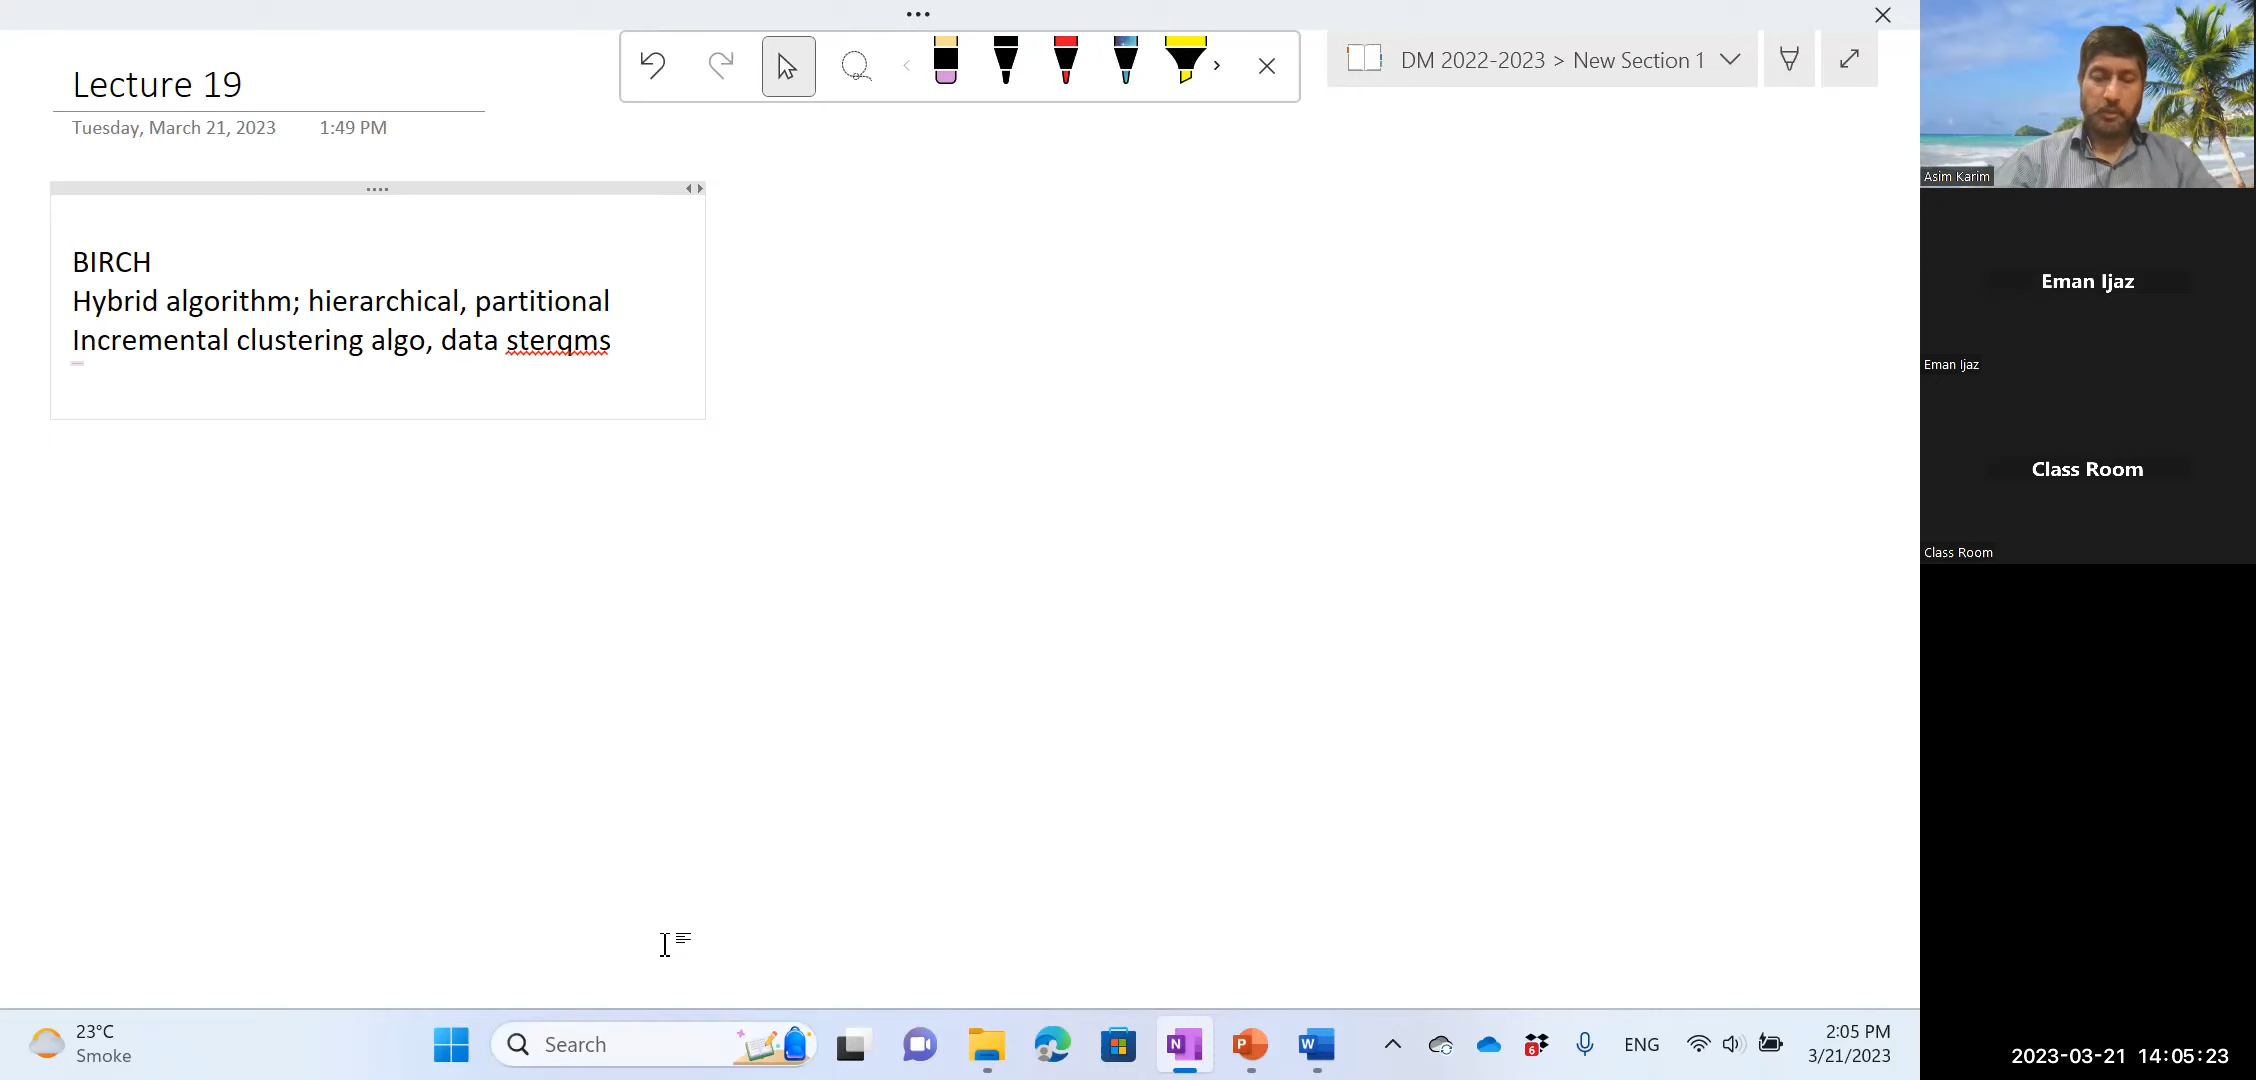 Lecture 19
Tuesday, March 21, 2023 1:49 PM
BIRCH
Hybrid algorithm; hierarchical, partitional
Incremental clustering algo, data sterqms
DM 2022-2023 > New Section 1
Asim Karim
Eman Ijaz
Eman Ijaz
Class Room
Class Room
23°C
Smoke
Search
6
ENG
2:05 PM
3/21/2023
2023-03-21 14:05:23